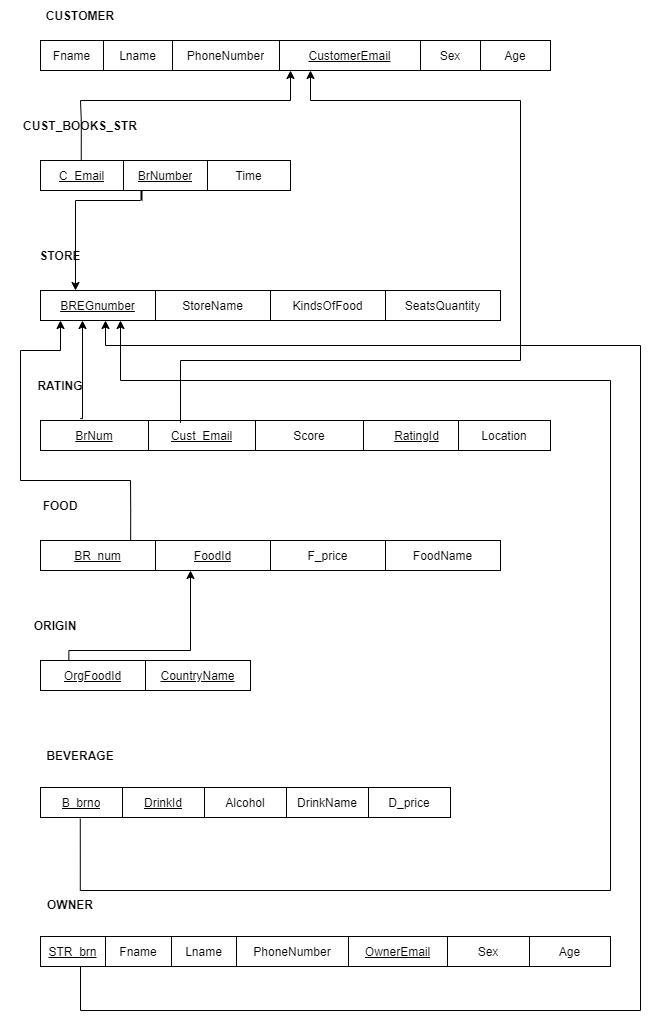 CUSTOMER
Fname Lname PhoneNumber CustomerEmail Sex Age
CUST_BOOKS_STR
C_Email BrNumber Time
STORE
BREGnumber StoreName KindsOfFood SeatsQuantity
RATING
BrNum Cust_Email Score RatingId Location
FOOD
BR_num FoodId F_price FoodName
ORIGIN
OrgFoodId CountryName
BEVERAGE
B_brno DrinkId Alcohol DrinkName D_price
OWNER
STR_brn Fname Lname PhoneNumber OwnerEmail Sex Age